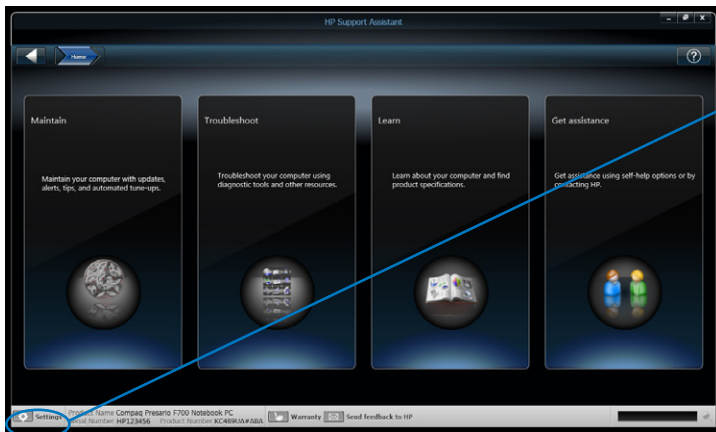 HP Support Assistant
Home
Maintain
Troubleshoot
Learn
Get assistance
Maintain your computer with updates,
alerts, tips, and automated tune-ups.
Troubleshoot your computer using
diagnostic tools and other resources.
Learn about your computer and find
product specifications.
Get assistance using self-help options or by
contacting HP.
Settings
Product Name Compaq Presario F700 Notebook PC
Serial Number HP123456 Product Number KC489UA#ABA
Warranty
Send feedback to HP